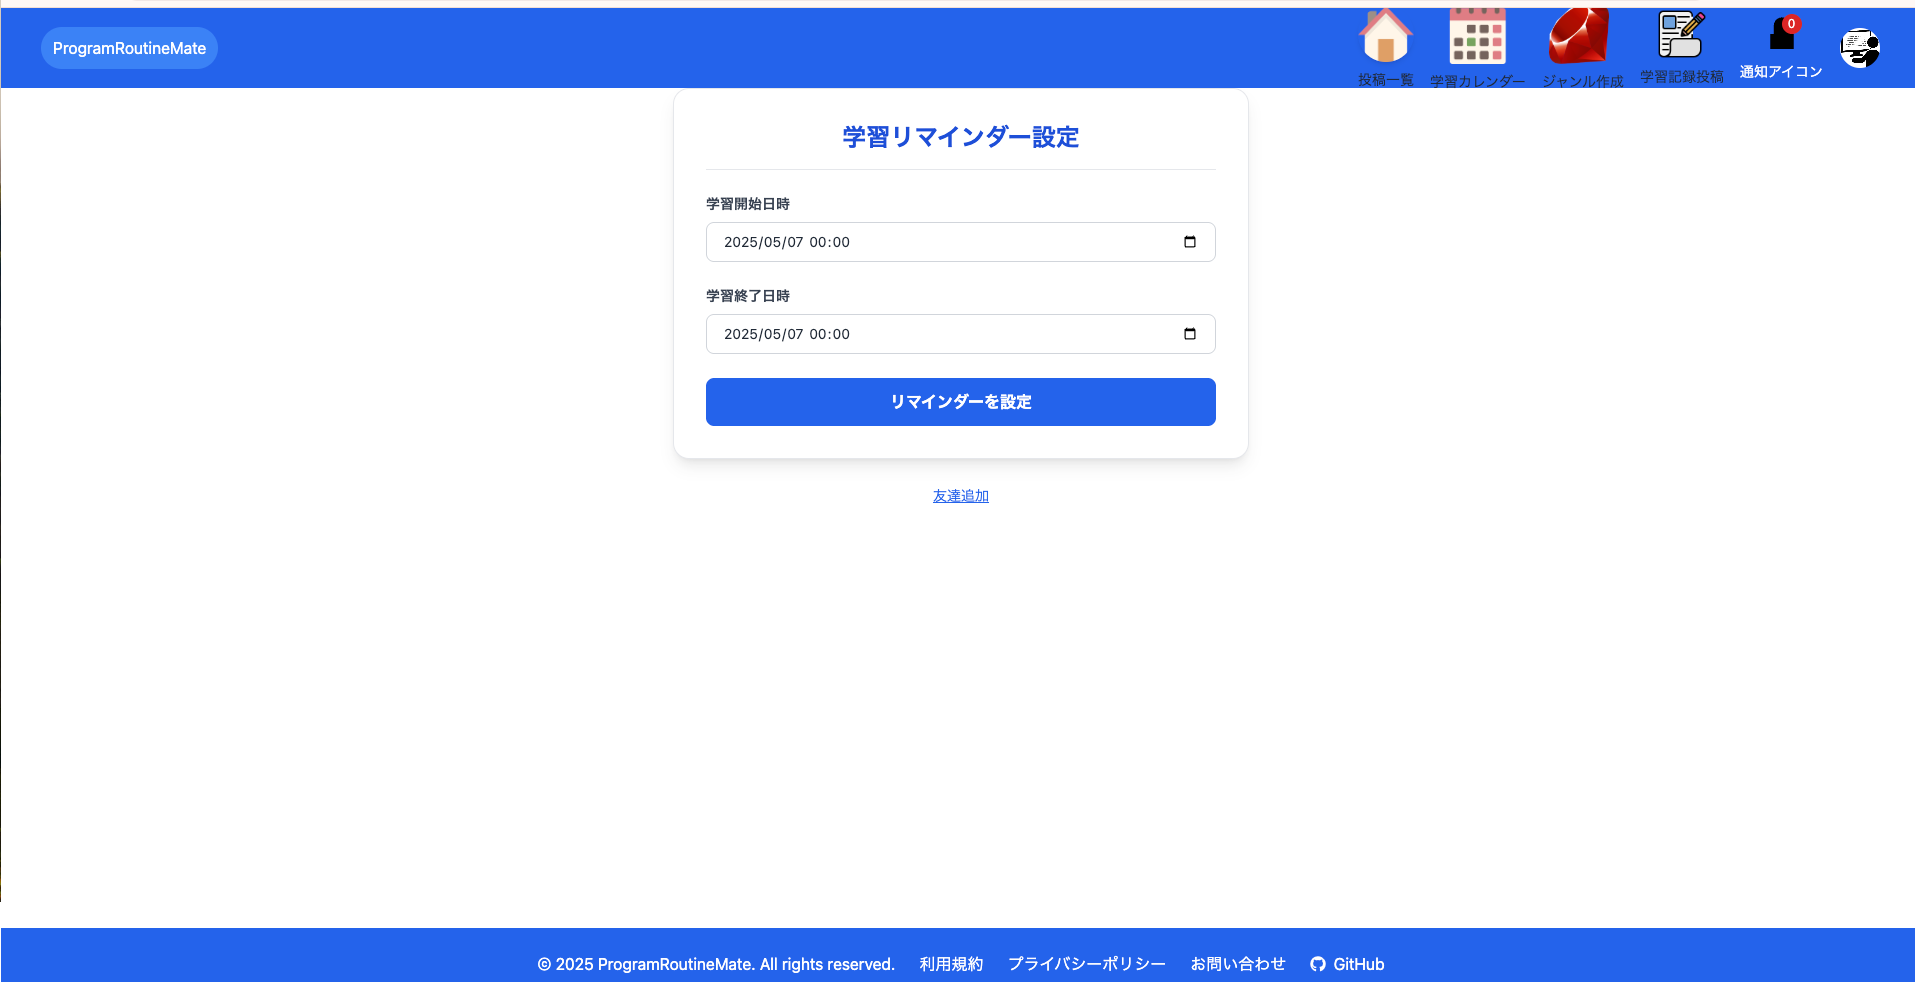 ProgramRoutineMate
投稿一覧
学習カレンダー
ジャンル作成
学習記録投稿
0
通知アイコン
学習リマインダー設定
学習開始日時
2025/05/07 00:00
学習終了日時
2025/05/07 00:00
リマインダーを設定
友達追加
© 2025 ProgramRoutineMate. All rights reserved. 利用規約 プライバシーポリシー お問い合わせ GitHub